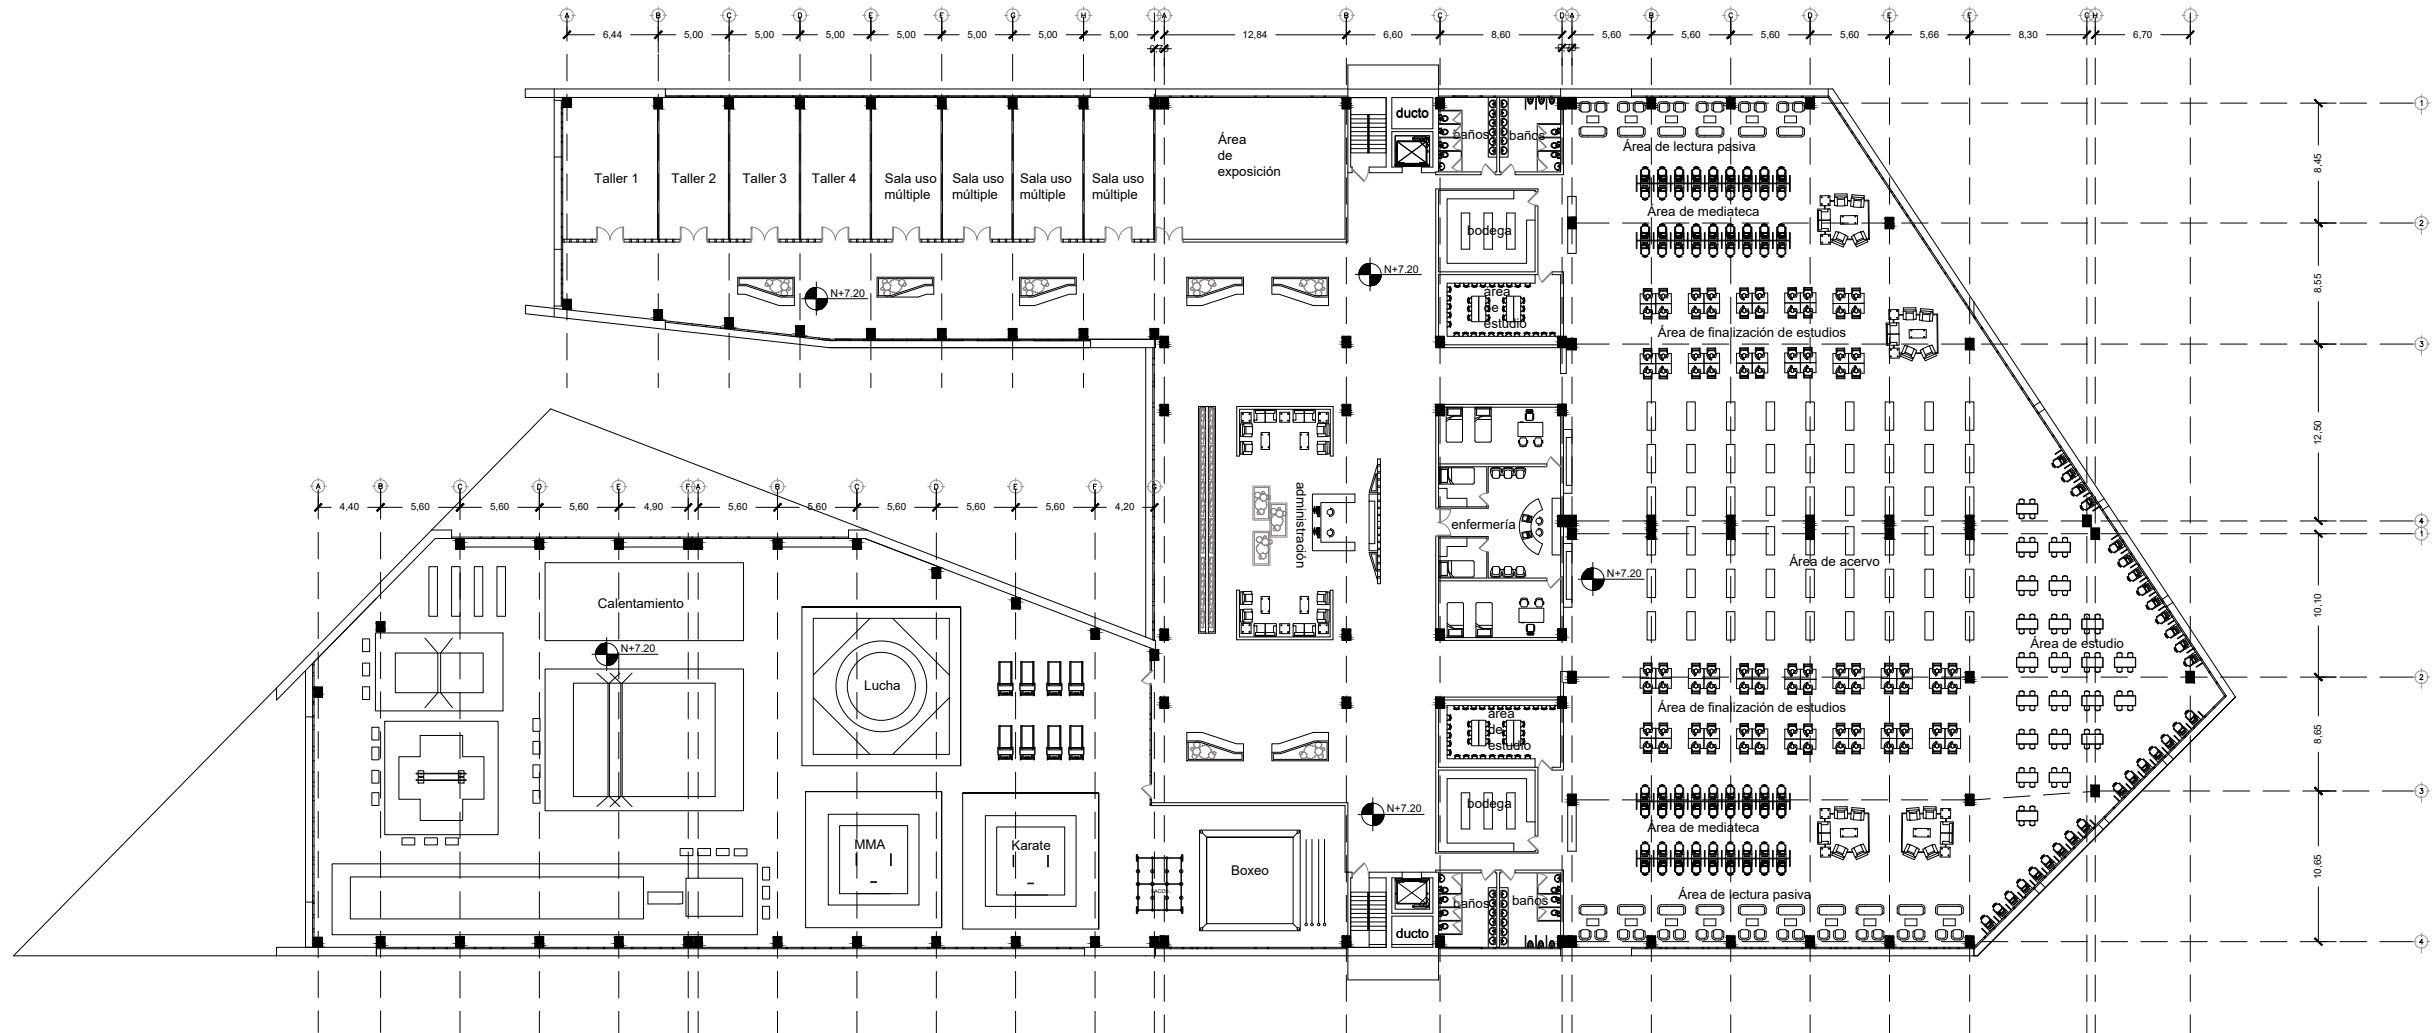 A B C D E F G H I A B C D A B C D E F G H I
6,44 5,00 5,00 5,00 5,00 5,00 5,00 5,00 12,84 6,60 8,60 5,60 5,60 5,60 5,60 5,66 8,30 6,70
1
ducto
baños
baños
Área
de
exposición
Área de lectura pasiva
8,45
Taller 1
Taller 2
Taller 3
Taller 4
Sala uso
múltiple
Sala uso
múltiple
Sala uso
múltiple
Sala uso
múltiple
Área de mediateca
2
bodega
N+7.20
N+7.20
8,55
área
de
estudio
Área de finalización de estudios
3
12,50
A B C D E F A B C D E F G
4,40 5,60 5,60 5,60 4,90 5,60 5,60 5,60 5,60 4,20
administración
enfermería
4
1
Área de acervo
N+7.20
Calentamiento
10,10
N+7.20
Área de estudio
Lucha
2
área
de
estudio
Área de finalización de estudios
8,65
3
bodega
N+7.20
Área de mediateca
MMA
Karate
Boxeo
10,65
Área de lectura pasiva
baños
baños
ducto
4